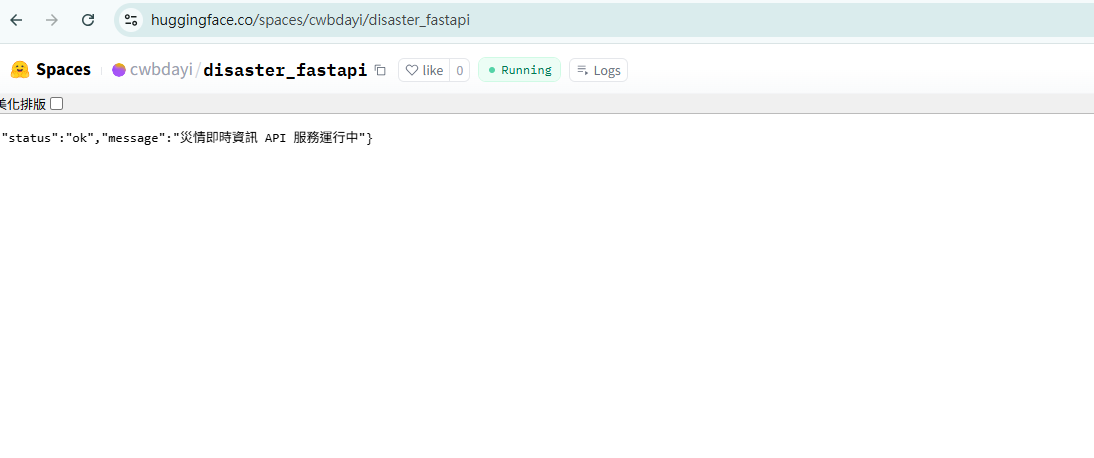 huggingface.co/spaces/cwbdayi/disaster_fastapi
Spaces cwbdayi/disaster_fastapi like 0 Running Logs
美化排版
"status":"ok","message":"災情即時資訊 API 服務運行中"}